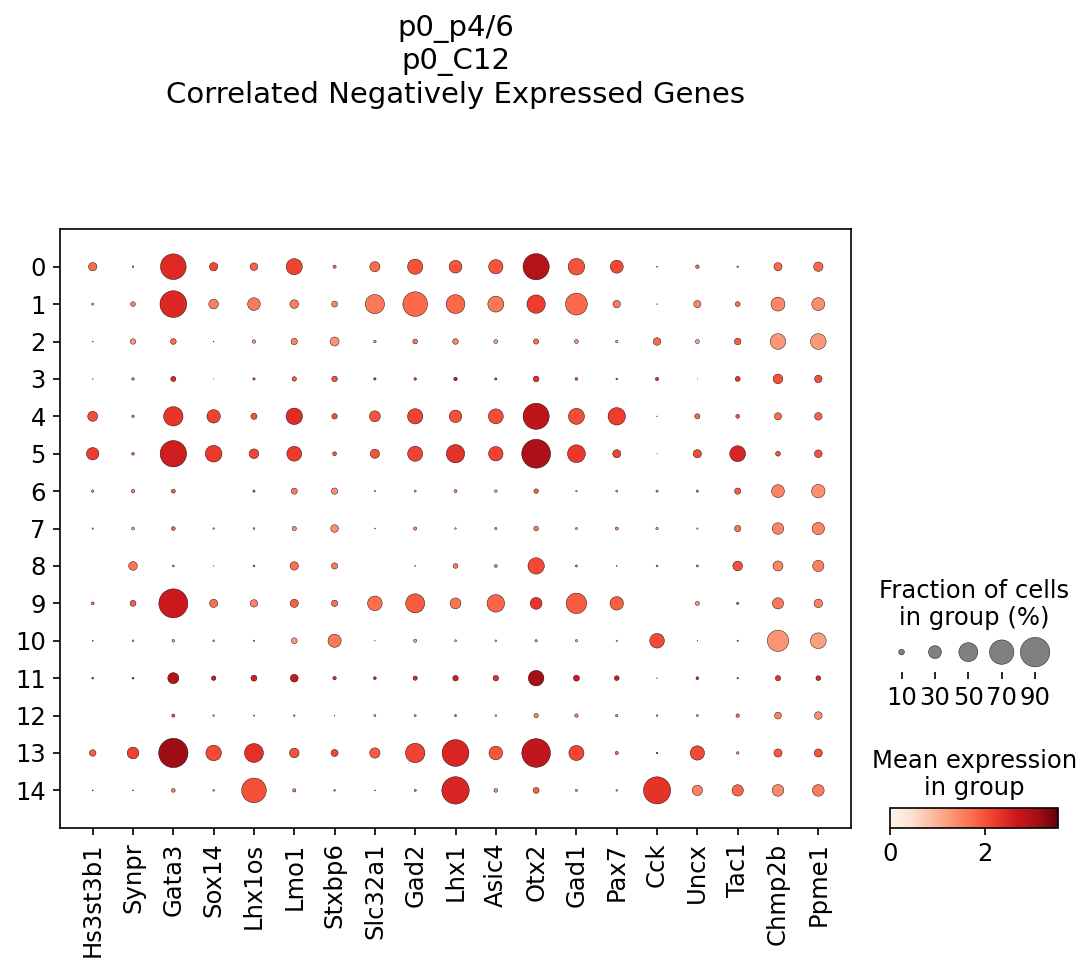 p0_p4/6
p0_C12
Correlated Negatively Expressed Genes
0
1
2
3
4
5
6
7
8
9
10
11
12
13
14
Hs3st3b1
Synpr
Gata3
Sox14
Lhx1os
Lmo1
Stxbp6
Slc32a1
Gad2
Lhx1
Asic4
Otx2
Gad1
Pax7
Cck
Uncx
Tac1
Chmp2b
Ppme1
Fraction of cells
in group (%)
10 30 50 70 90
Mean expression
in group
0 2